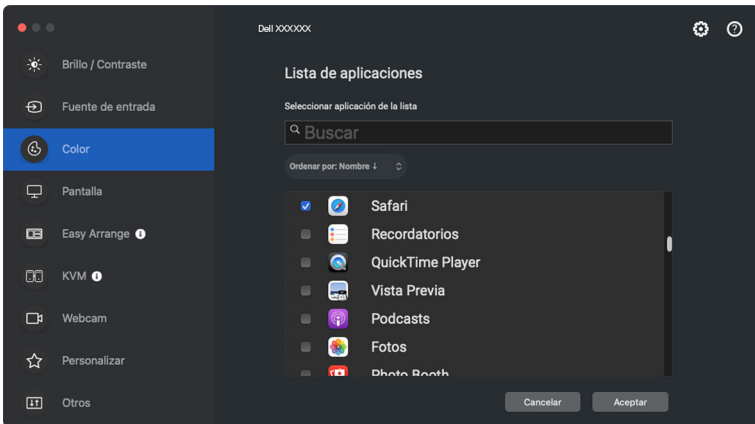 Dell XXXXXX
Brillo / Contraste
Fuente de entrada
Color
Pantalla
Easy Arrange
KVM
Webcam
Personalizar
Otros
Lista de aplicaciones
Seleccionar aplicación de la lista
Buscar
Ordenar por: Nombre ↓
Safari
Recordatorios
QuickTime Player
Vista Previa
Podcasts
Fotos
Photo Booth
Cancelar
Aceptar